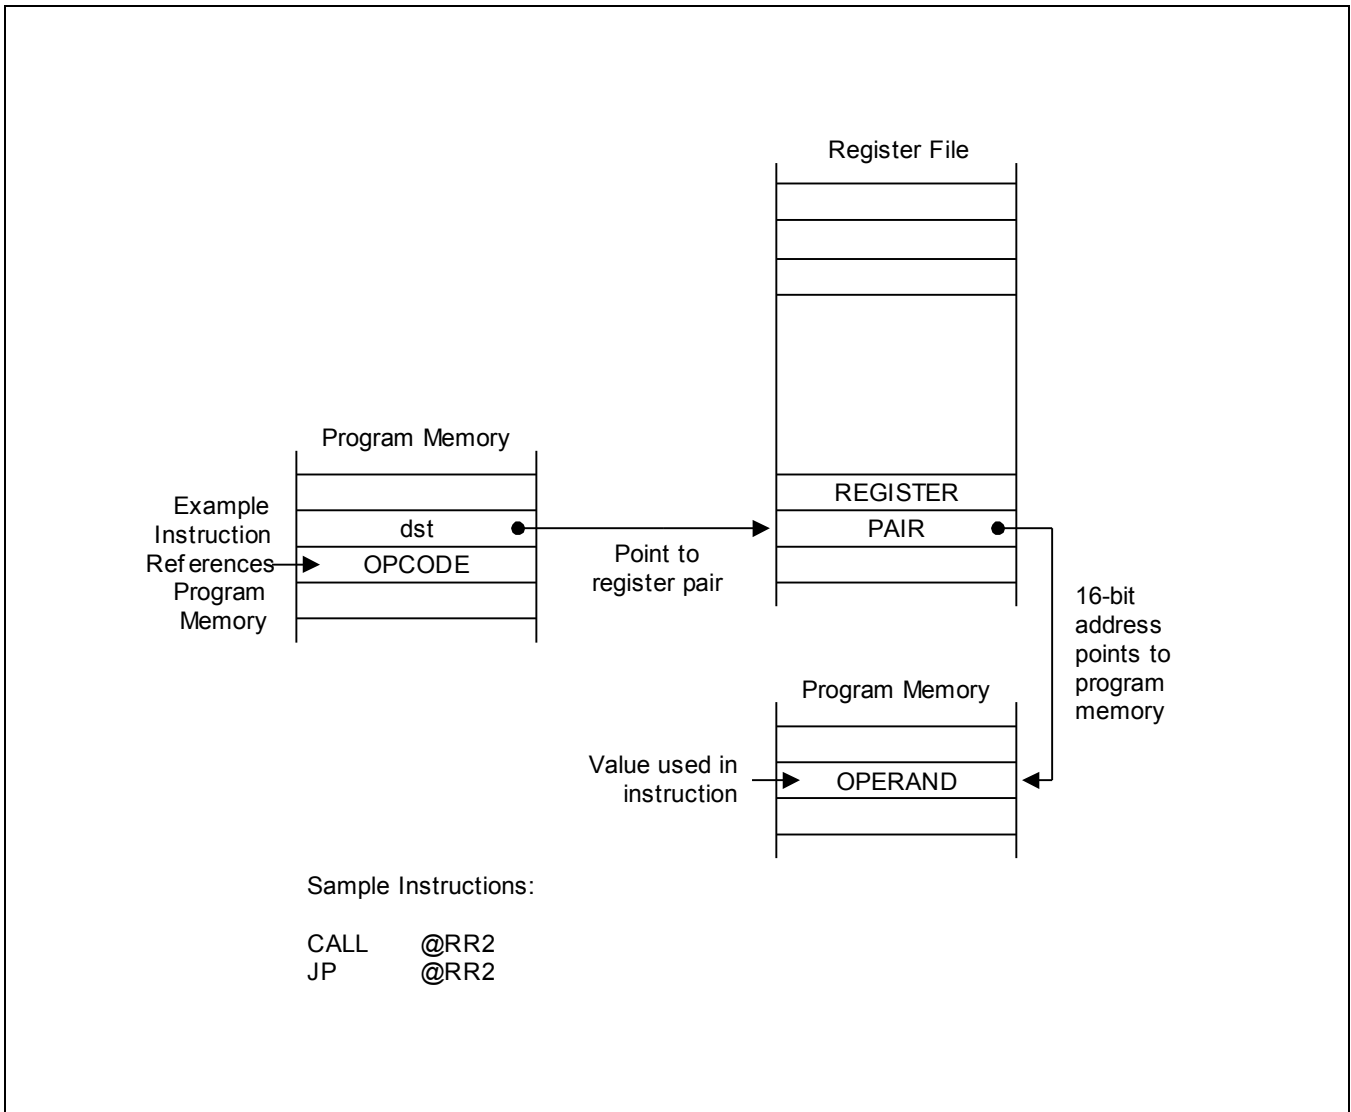 Register File
Program Memory
REGISTER
Example
Instruction
References
Program
Memory
dst
OPCODE
Point to
register pair
PAIR
16-bit
address
points to
program
memory
Program Memory
Value used in
instruction
OPERAND
Sample Instructions:
CALL @RR2
JP @RR2